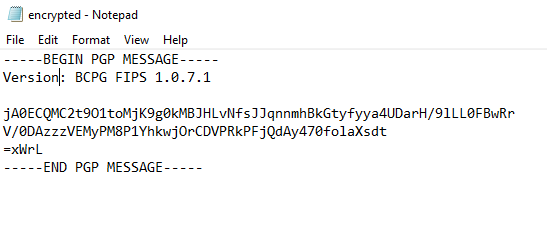 encrypted - Notepad
File Edit Format View Help
-----BEGIN PGP MESSAGE-----
Version: BCPG FIPS 1.0.7.1
jA0ECQMC2t9O1toMjK9g0kMBJHLvNfsJJqnnmhBkGtyfyya4UDarH/9lLL0FBwRr
V/0DAzzzVEMyPM8P1YhkwjOrCDVPRkPFjQdAy470folaXsdt
=xWrL
-----END PGP MESSAGE-----